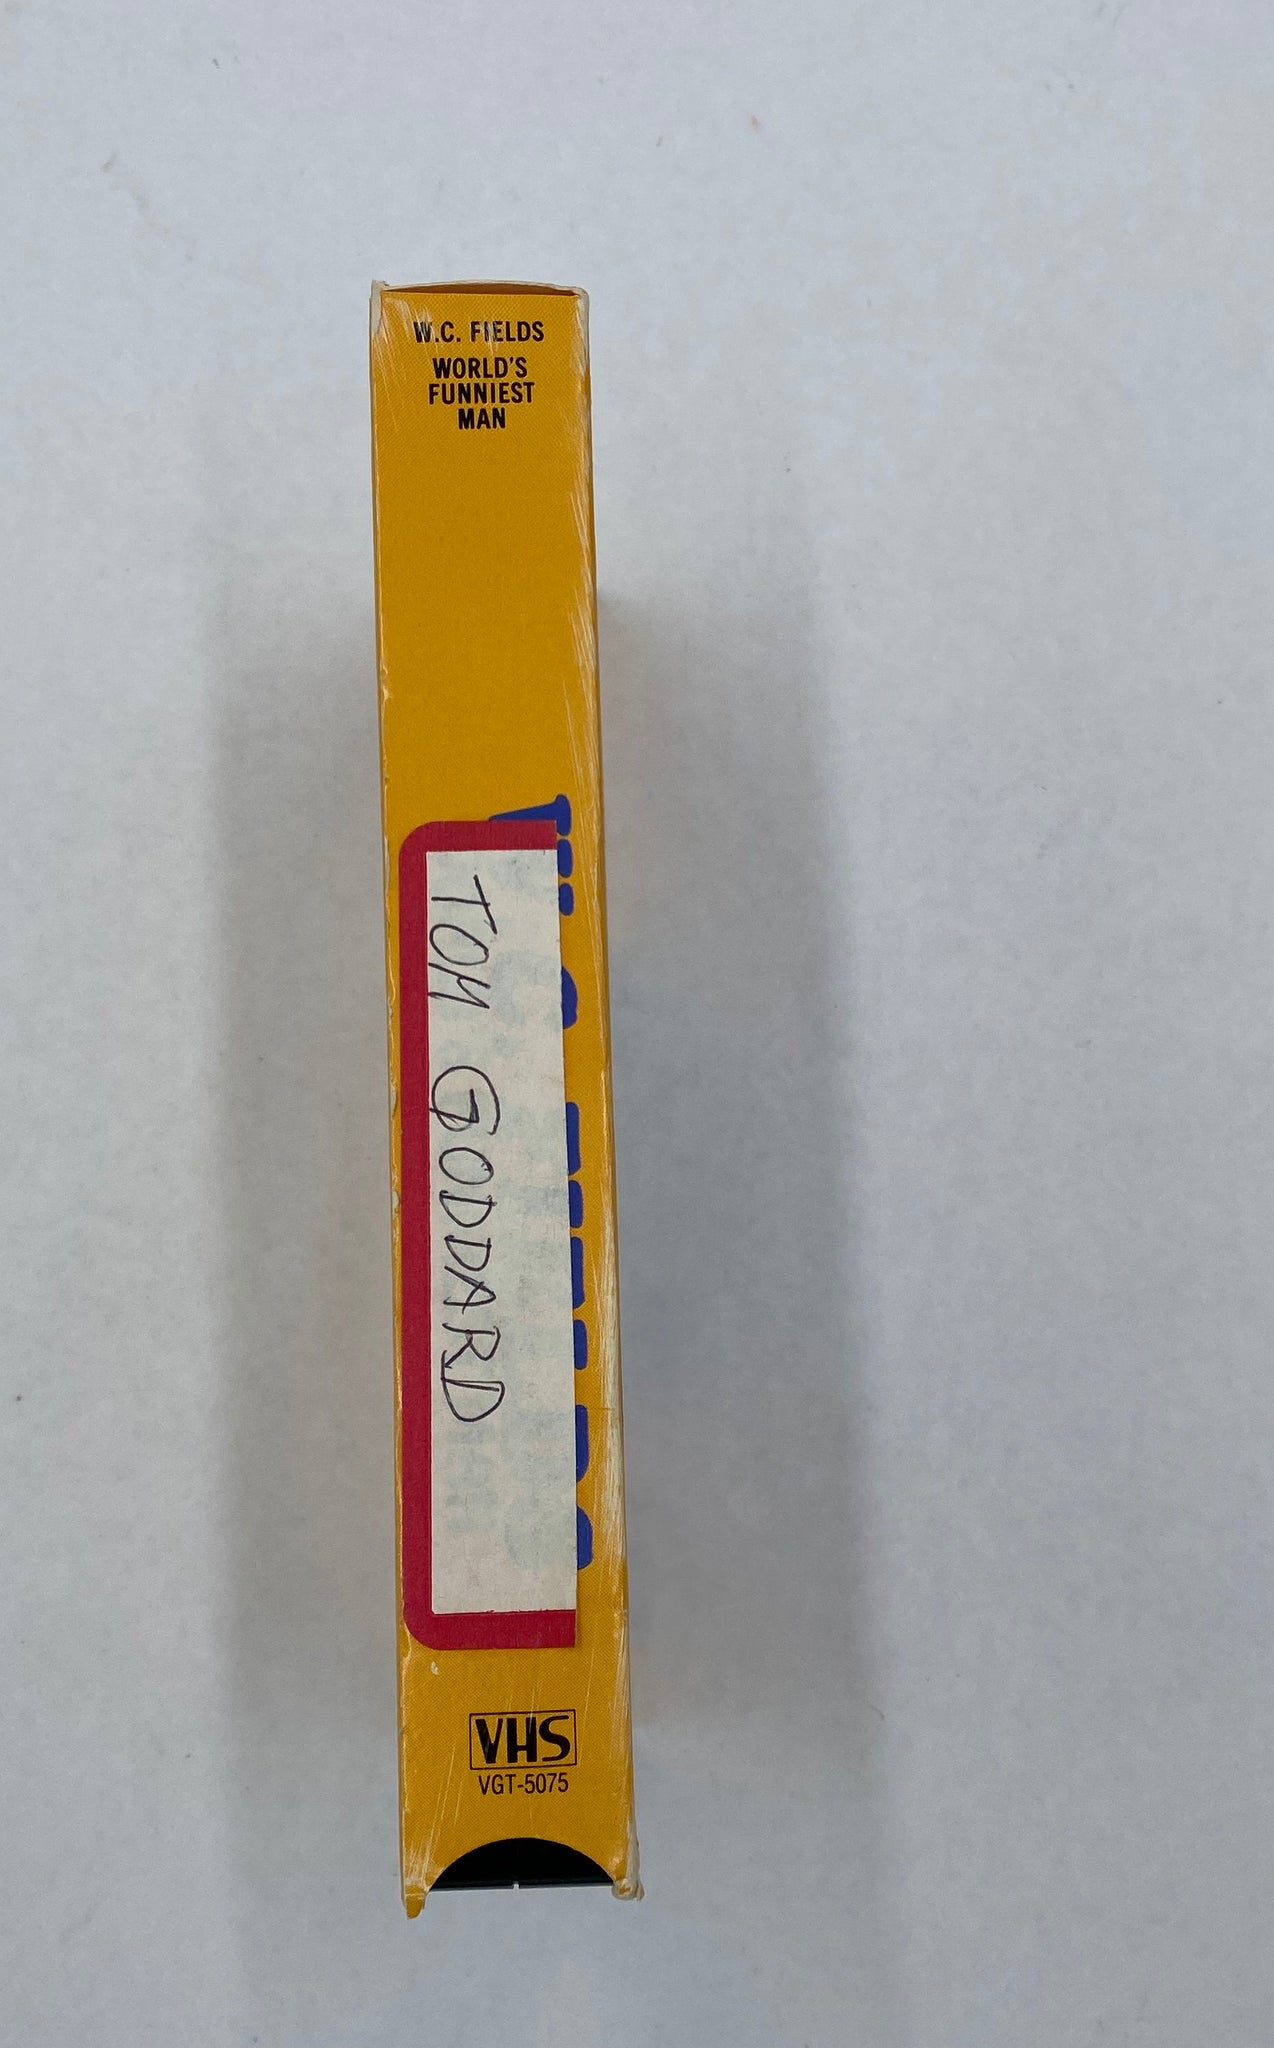 W.C. FIELDS
WORLD'S
FUNNIEST
MAN
TOM GODDARD
VHS
VGT-5075